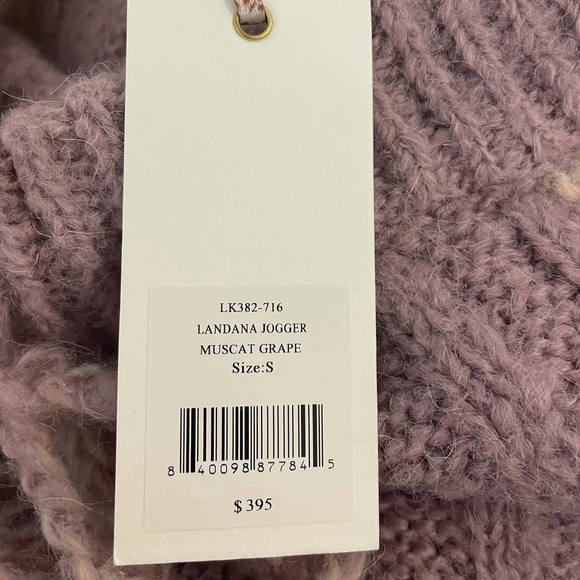 LK382-716
LANDANA JOGGER
MUSCAT GRAPE
Size:S
8 40098 87784 5
$ 395